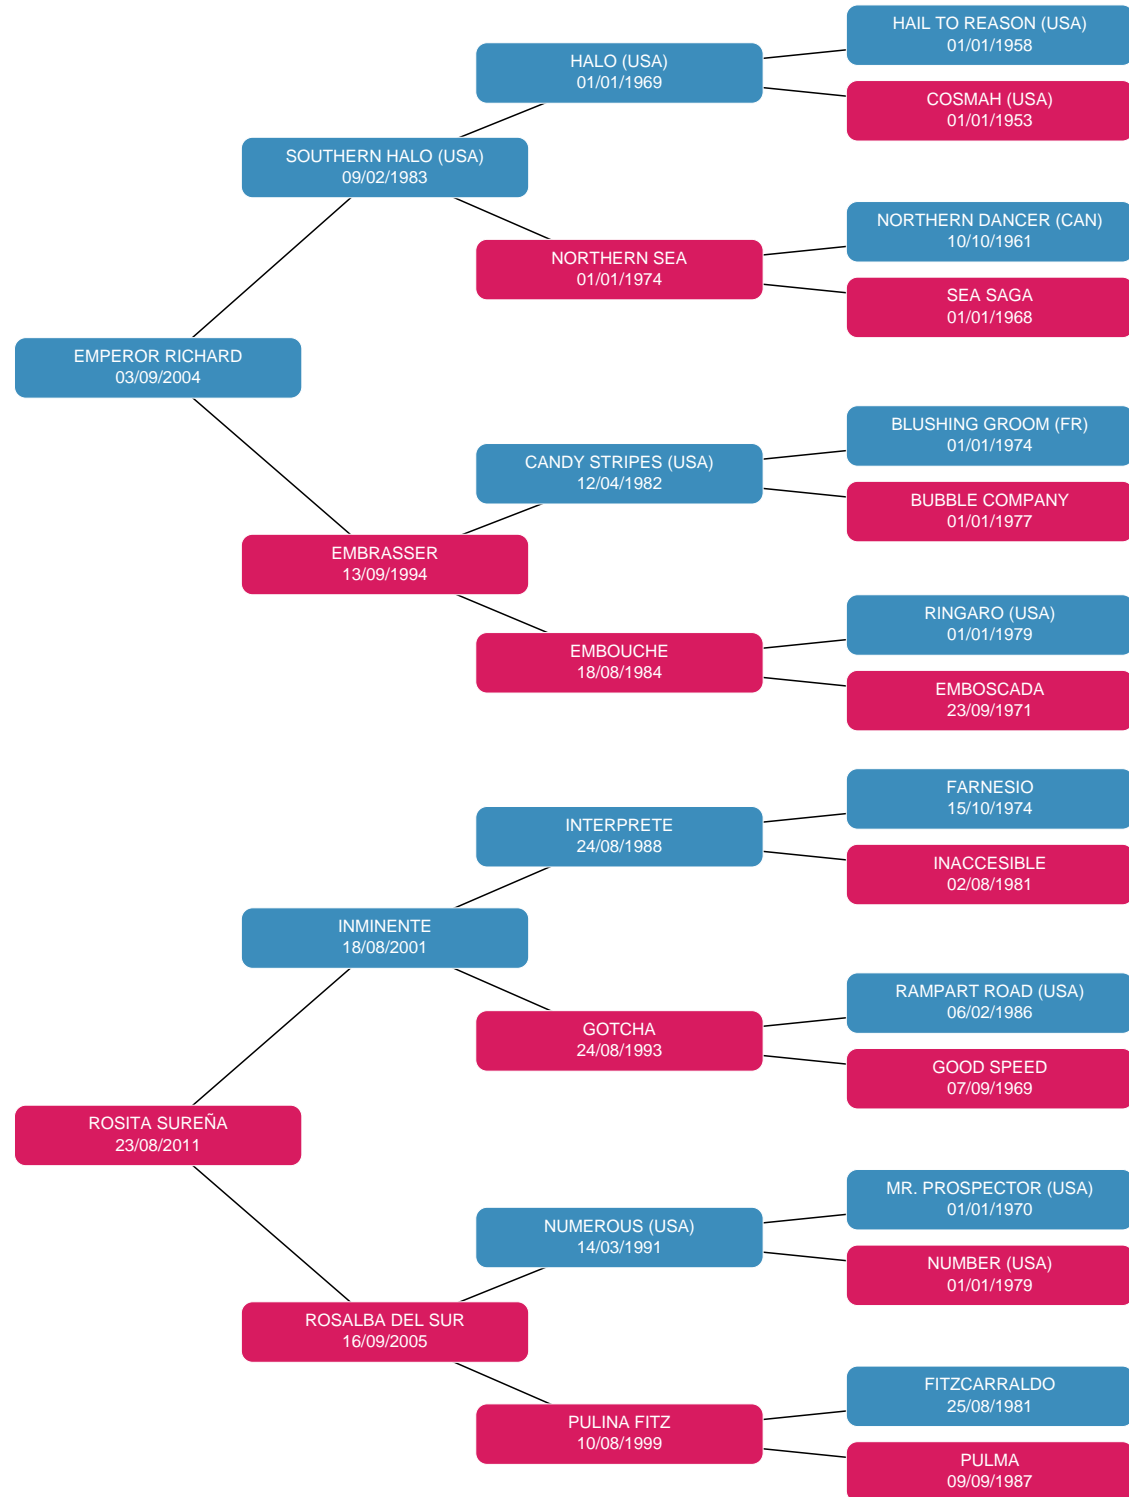 HAIL TO REASON (USA)
01/01/1958
HALO (USA)
01/01/1969
COSMAH (USA)
01/01/1953
SOUTHERN HALO (USA)
09/02/1983
NORTHERN DANCER (CAN)
10/10/1961
NORTHERN SEA
01/01/1974
SEA SAGA
01/01/1968
EMPEROR RICHARD
03/09/2004
BLUSHING GROOM (FR)
01/01/1974
CANDY STRIPES (USA)
12/04/1982
BUBBLE COMPANY
01/01/1977
EMBRASSER
13/09/1994
RINGARO (USA)
01/01/1979
EMBOUCHE
18/08/1984
EMBOSCADA
23/09/1971
FARNESIO
15/10/1974
INTERPRETE
24/08/1988
INACCESIBLE
02/08/1981
INMINENTE
18/08/2001
RAMPART ROAD (USA)
06/02/1986
GOTCHA
24/08/1993
GOOD SPEED
07/09/1969
ROSITA SUREÑA
23/08/2011
MR. PROSPECTOR (USA)
01/01/1970
NUMEROUS (USA)
14/03/1991
NUMBER (USA)
01/01/1979
ROSALBA DEL SUR
16/09/2005
FITZCARRALDO
25/08/1981
PULINA FITZ
10/08/1999
PULMA
09/09/1987